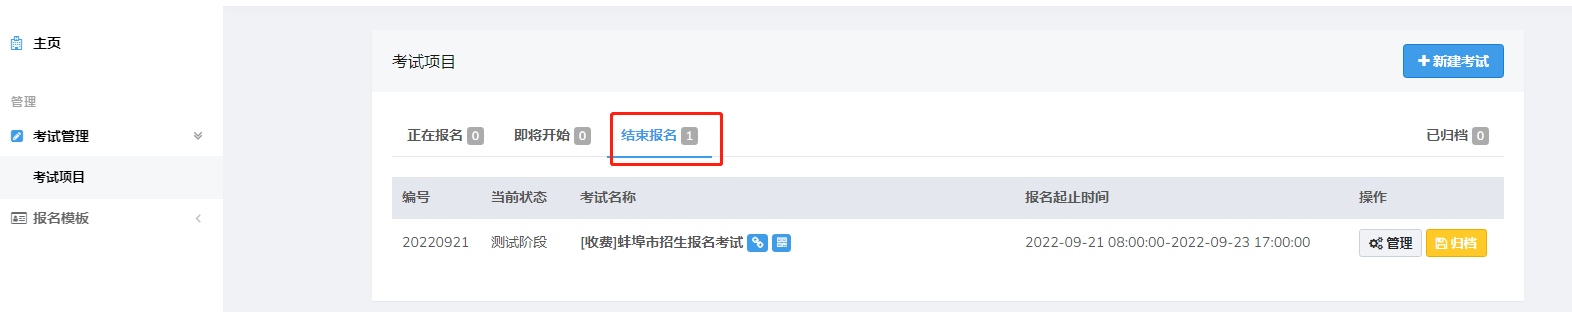 主页
管理
考试管理
考试项目
报名模板
考试项目
新建考试
正在报名 0 即将开始 0 结束报名 1 已归档 0
编号 当前状态 考试名称 报名起止时间 操作
20220921 测试阶段 [收费]蚌埠市招生报名考试 2022-09-21 08:00:00-2022-09-23 17:00:00 管理 归档